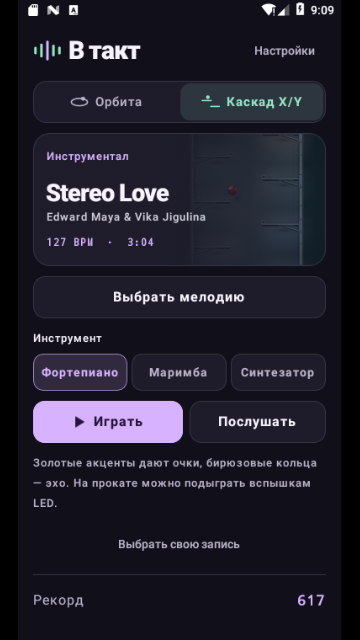 9:09
В такт
Настройки
Орбита
Каскад X/Y
Инструментал
Stereo Love
Edward Maya & Vika Jigulina
127 BPM · 3:04
Выбрать мелодию
Инструмент
Фортепиано
Маримба
Синтезатор
Играть
Послушать
Золотые акценты дают очки, бирюзовые кольца
— эхо. На прокате можно подыграть вспышкам
LED.
Выбрать свою запись
Рекорд
617